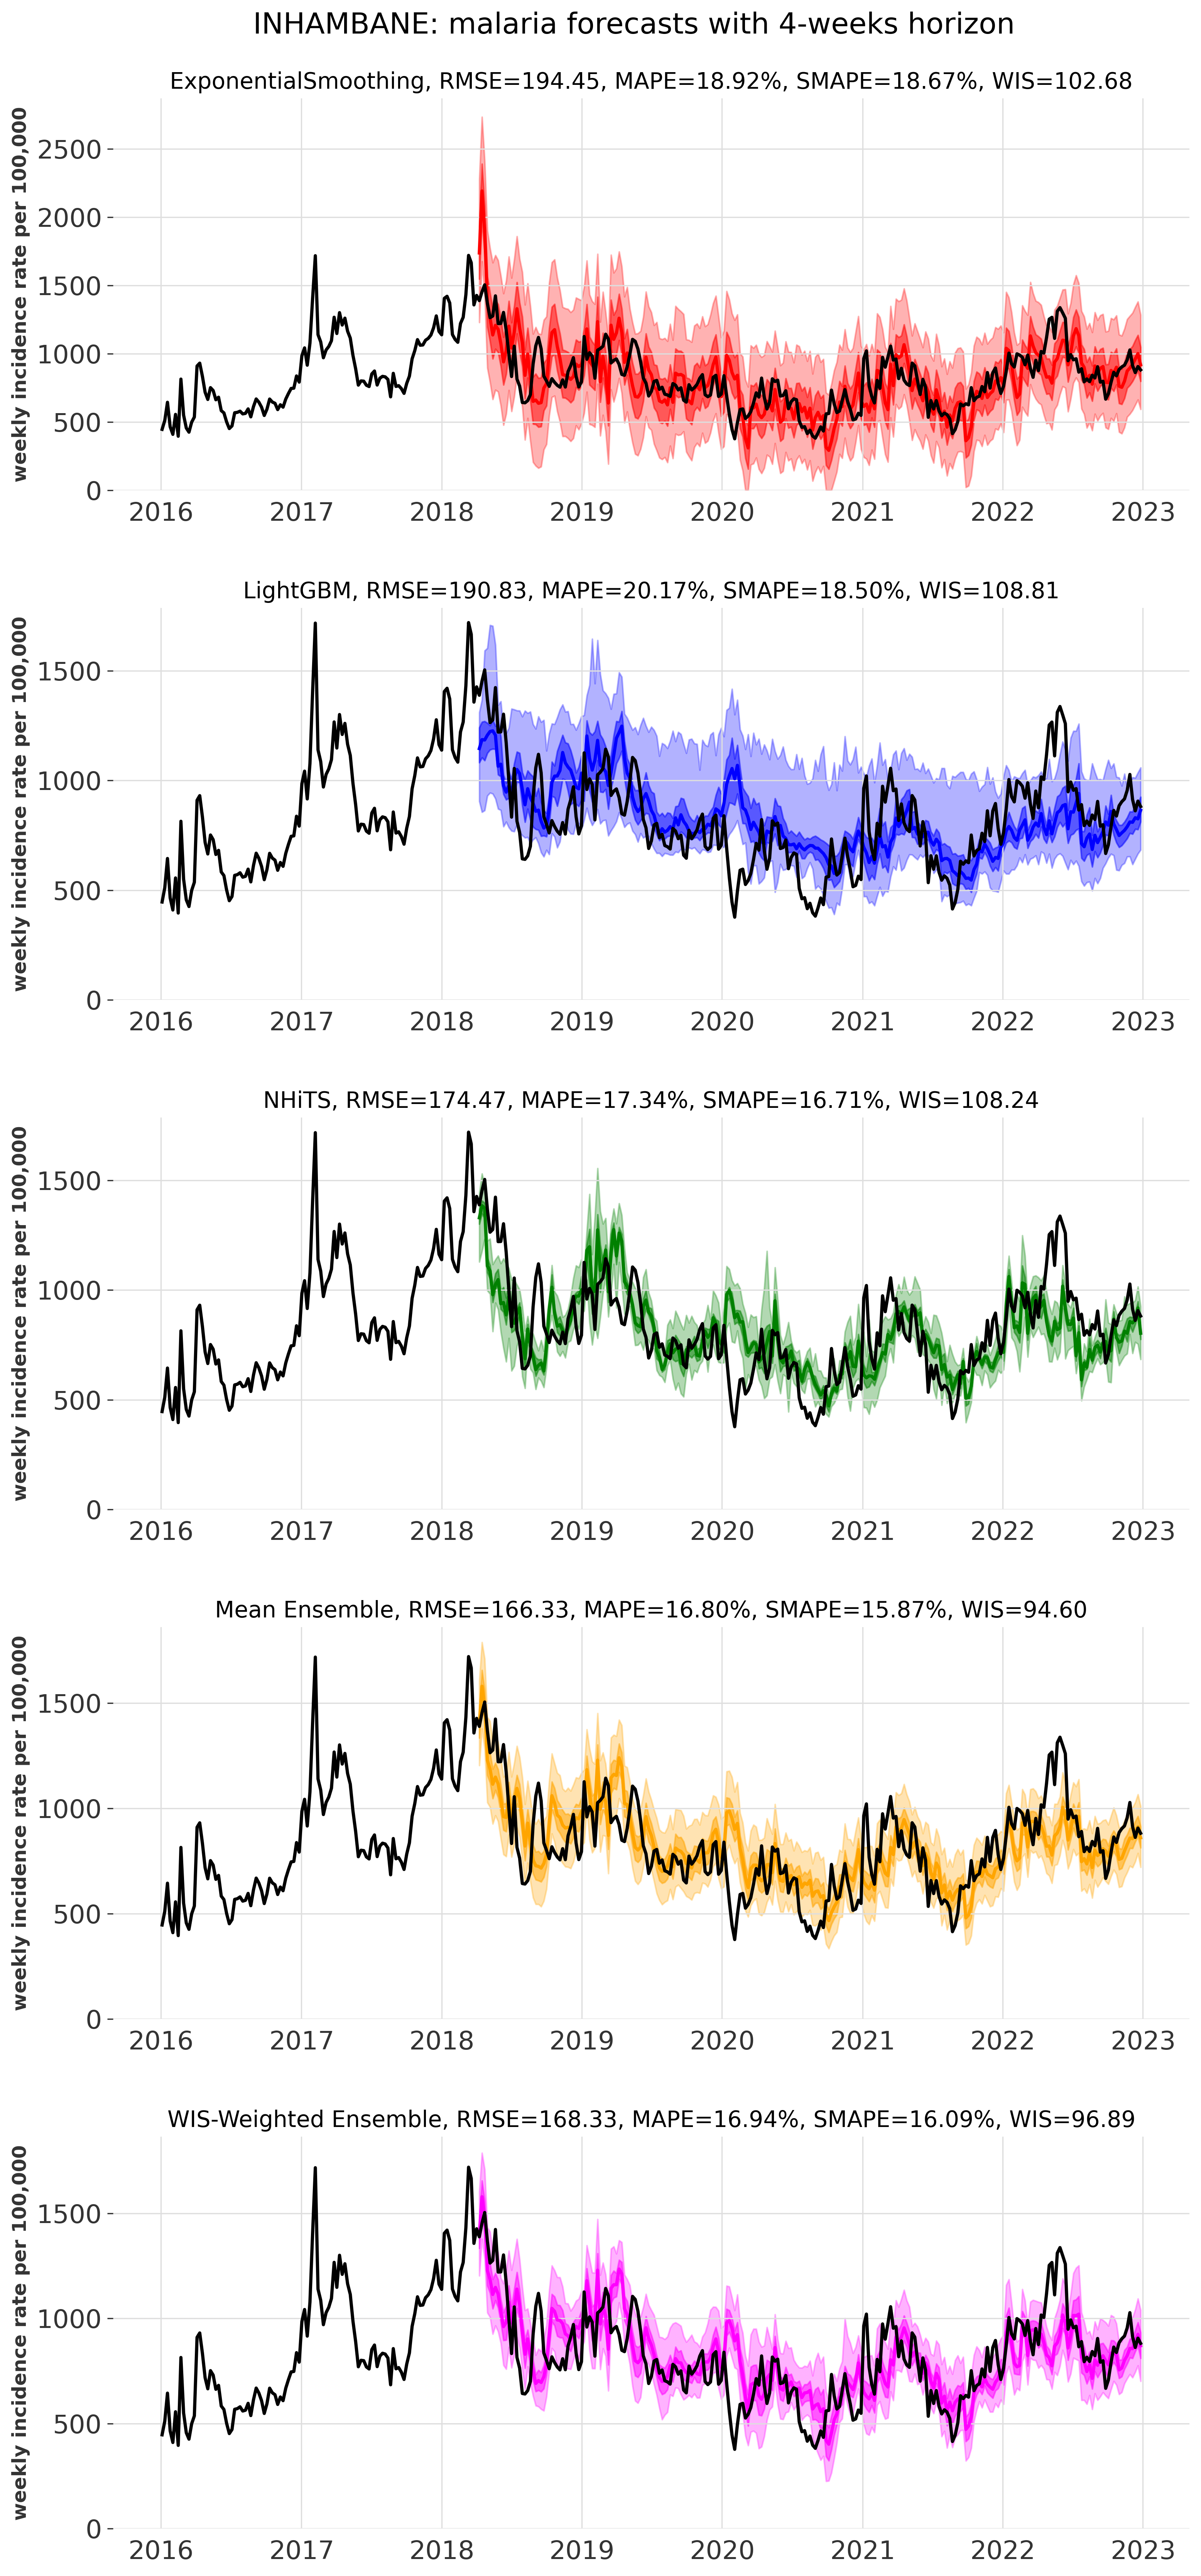 INHAMBANE: malaria forecasts with 4-weeks horizon
ExponentialSmoothing, RMSE=194.45, MAPE=18.92%, SMAPE=18.67%, WIS=102.68
weekly incidence rate per 100,000
2500
2000
1500
1000
500
0
2016 2017 2018 2019 2020 2021 2022 2023
LightGBM, RMSE=190.83, MAPE=20.17%, SMAPE=18.50%, WIS=108.81
weekly incidence rate per 100,000
1500
1000
500
0
2016 2017 2018 2019 2020 2021 2022 2023
NHiTS, RMSE=174.47, MAPE=17.34%, SMAPE=16.71%, WIS=108.24
weekly incidence rate per 100,000
1500
1000
500
0
2016 2017 2018 2019 2020 2021 2022 2023
Mean Ensemble, RMSE=166.33, MAPE=16.80%, SMAPE=15.87%, WIS=94.60
weekly incidence rate per 100,000
1500
1000
500
0
2016 2017 2018 2019 2020 2021 2022 2023
WIS-Weighted Ensemble, RMSE=168.33, MAPE=16.94%, SMAPE=16.09%, WIS=96.89
weekly incidence rate per 100,000
1500
1000
500
0
2016 2017 2018 2019 2020 2021 2022 2023